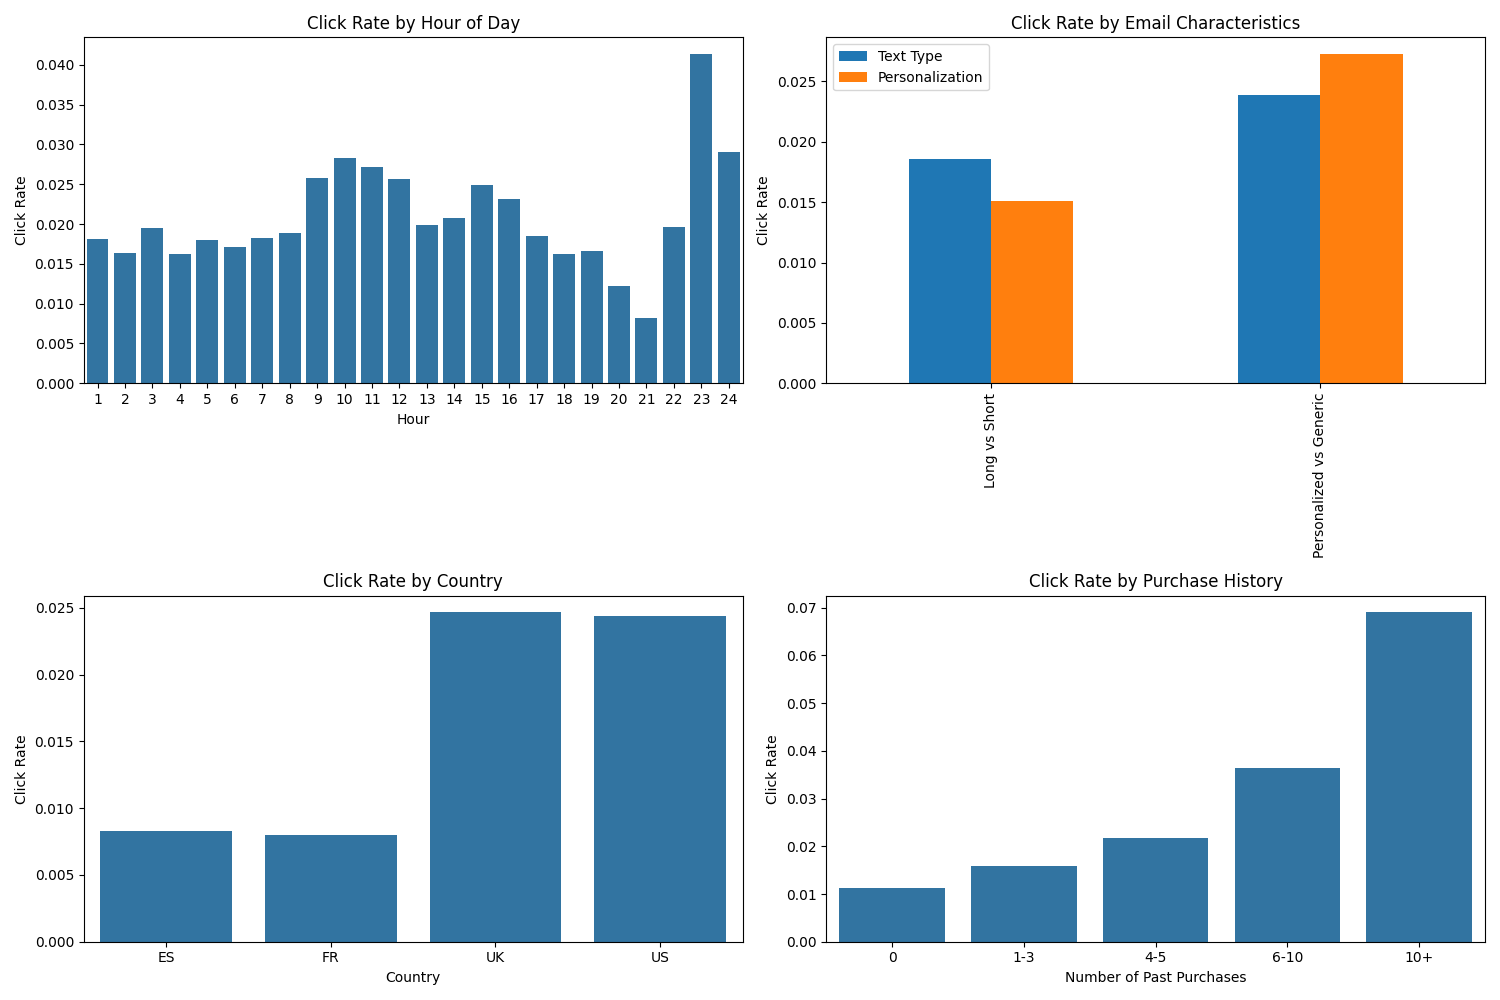 Click Rate by Hour of Day
Click Rate
0.040
0.035
0.030
0.025
0.020
0.015
0.010
0.005
0.000
1 2 3 4 5 6 7 8 9 10 11 12 13 14 15 16 17 18 19 20 21 22 23 24
Hour
Click Rate by Email Characteristics
Text Type
Personalization
Click Rate
0.025
0.020
0.015
0.010
0.005
0.000
Long vs Short
Personalized vs Generic
Click Rate by Country
Click Rate
0.025
0.020
0.015
0.010
0.005
0.000
ES FR UK US
Country
Click Rate by Purchase History
Click Rate
0.07
0.06
0.05
0.04
0.03
0.02
0.01
0.00
0 1-3 4-5 6-10 10+
Number of Past Purchases